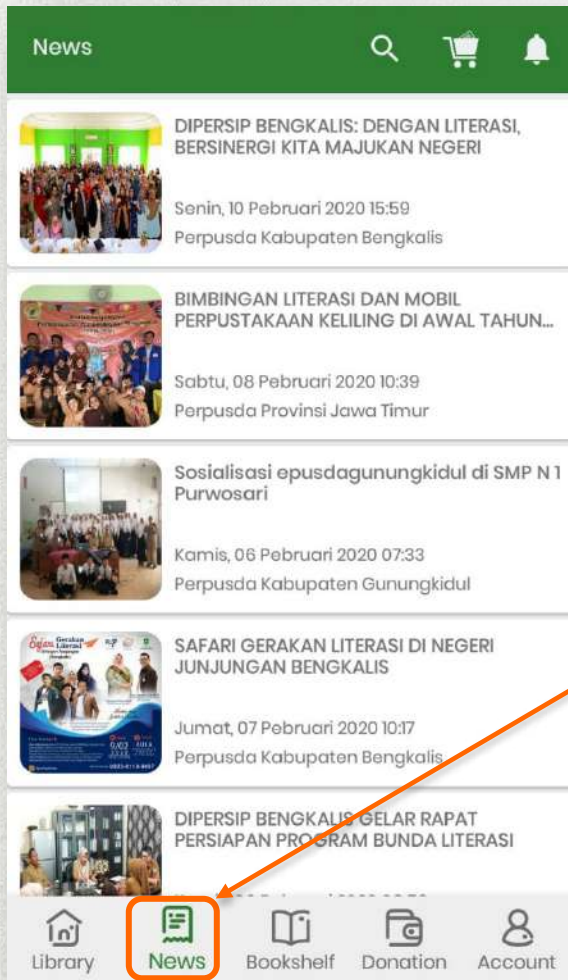 News
DIPERSIP BENGKALIS: DENGAN LITERASI,
BERSINERGI KITA MAJUKAN NEGERI
Senin, 10 Pebruari 2020 15:59
Perpusda Kabupaten Bengkalis
BIMBINGAN LITERASI DAN MOBIL
PERPUSTAKAAN KELILING DI AWAL TAHUN...
Sabtu, 08 Pebruari 2020 10:39
Perpusda Provinsi Jawa Timur
Sosialisasi epusdagunungkidul di SMP N 1
Purwosari
Kamis, 06 Pebruari 2020 07:33
Perpusda Kabupaten Gunungkidul
Safari Gerakan
Literasi
SAFARI GERAKAN LITERASI DI NEGERI
JUNJUNGAN BENGKALIS
Jumat, 07 Pebruari 2020 10:17
Perpusda Kabupaten Bengkalis
DIPERSIP BENGKALIS GELAR RAPAT
PERSIAPAN PROGRAM BUNDA LITERASI
Library
News
Bookshelf
Donation
Account